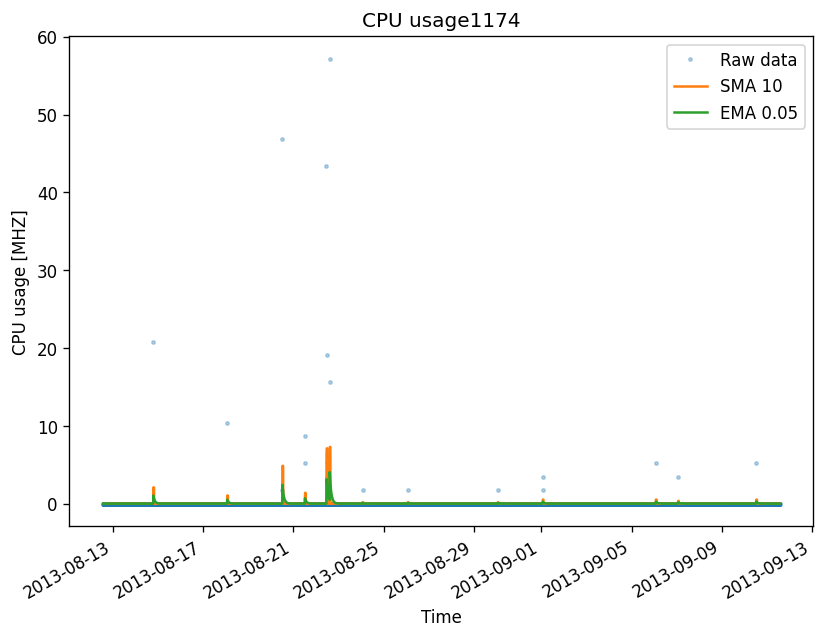 CPU usage1174
Raw data
SMA 10
EMA 0.05
CPU usage [MHZ]
60
50
40
30
20
10
0
2013-08-13
2013-08-17
2013-08-21
2013-08-25
2013-08-29
2013-09-01
2013-09-05
2013-09-09
2013-09-13
Time